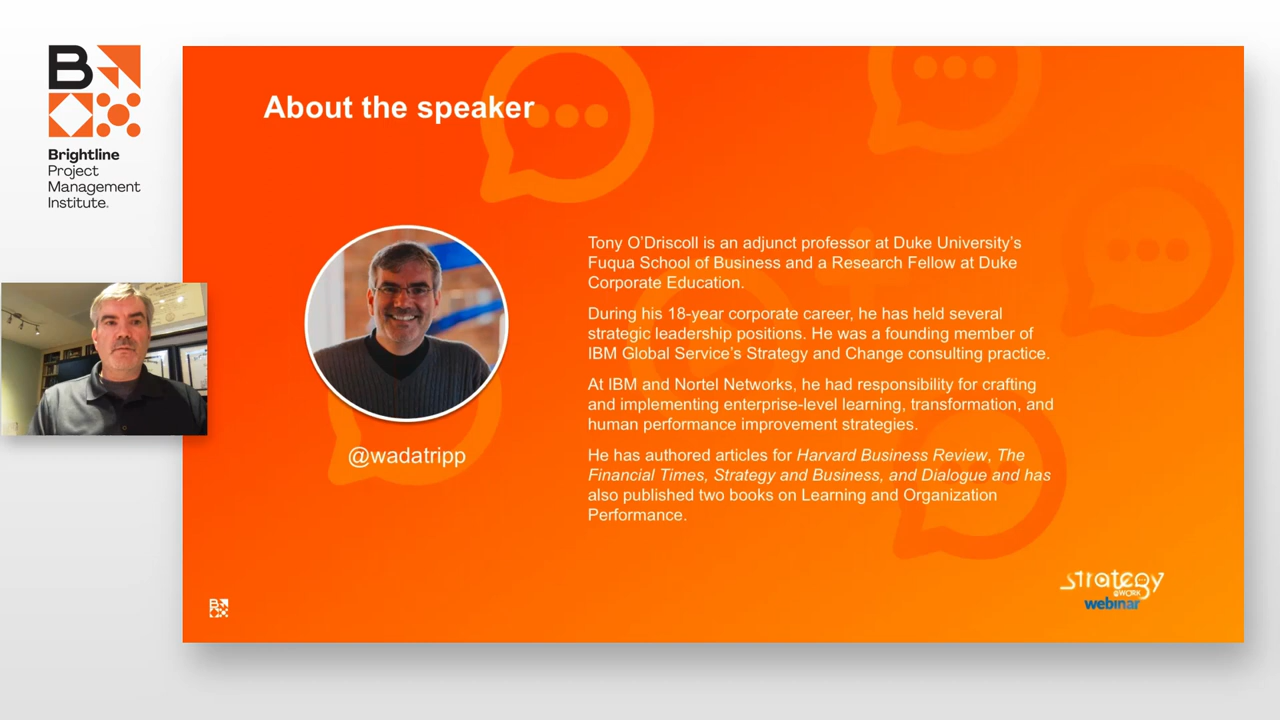 Brightline
Project
Management
Institute.
About the speaker
@wadatripp
Tony O'Driscoll is an adjunct professor at Duke University's
Fuqua School of Business and a Research Fellow at Duke
Corporate Education.
During his 18-year corporate career, he has held several
strategic leadership positions. He was a founding member of
IBM Global Service's Strategy and Change consulting practice.
At IBM and Nortel Networks, he had responsibility for crafting
and implementing enterprise-level learning, transformation, and
human performance improvement strategies.
He has authored articles for Harvard Business Review, The
Financial Times, Strategy and Business, and Dialogue and has
also published two books on Learning and Organization
Performance.
strategy
@WORK
webinar